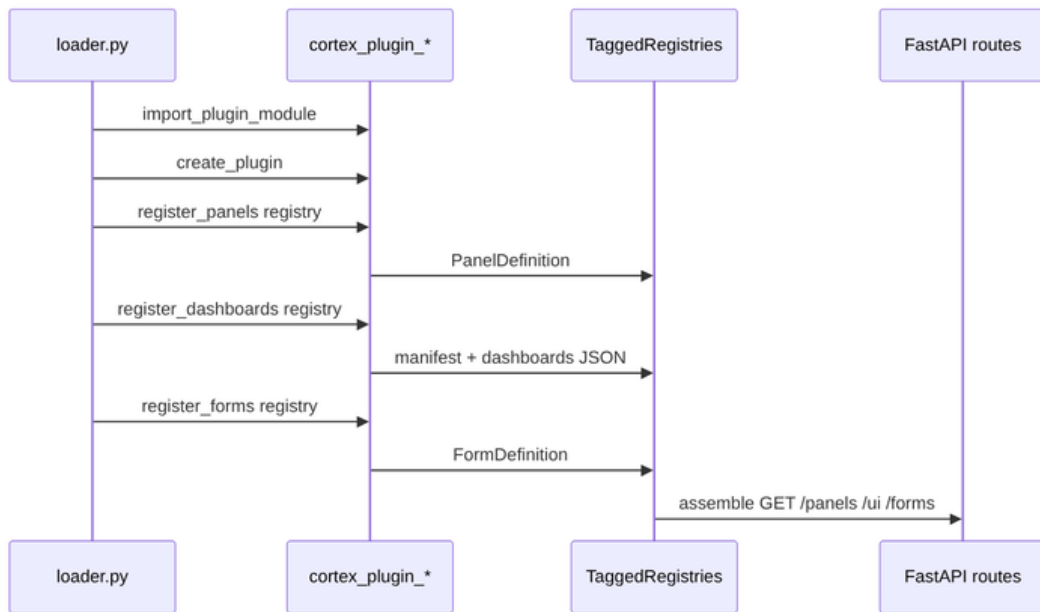 loader.py
cortex_plugin_*
TaggedRegistries
FastAPI routes
import_plugin_module
create_plugin
register_panels registry
PanelDefinition
register_dashboards registry
manifest + dashboards JSON
register_forms registry
FormDefinition
assemble GET /panels /ui /forms
loader.py
cortex_plugin_*
TaggedRegistries
FastAPI routes